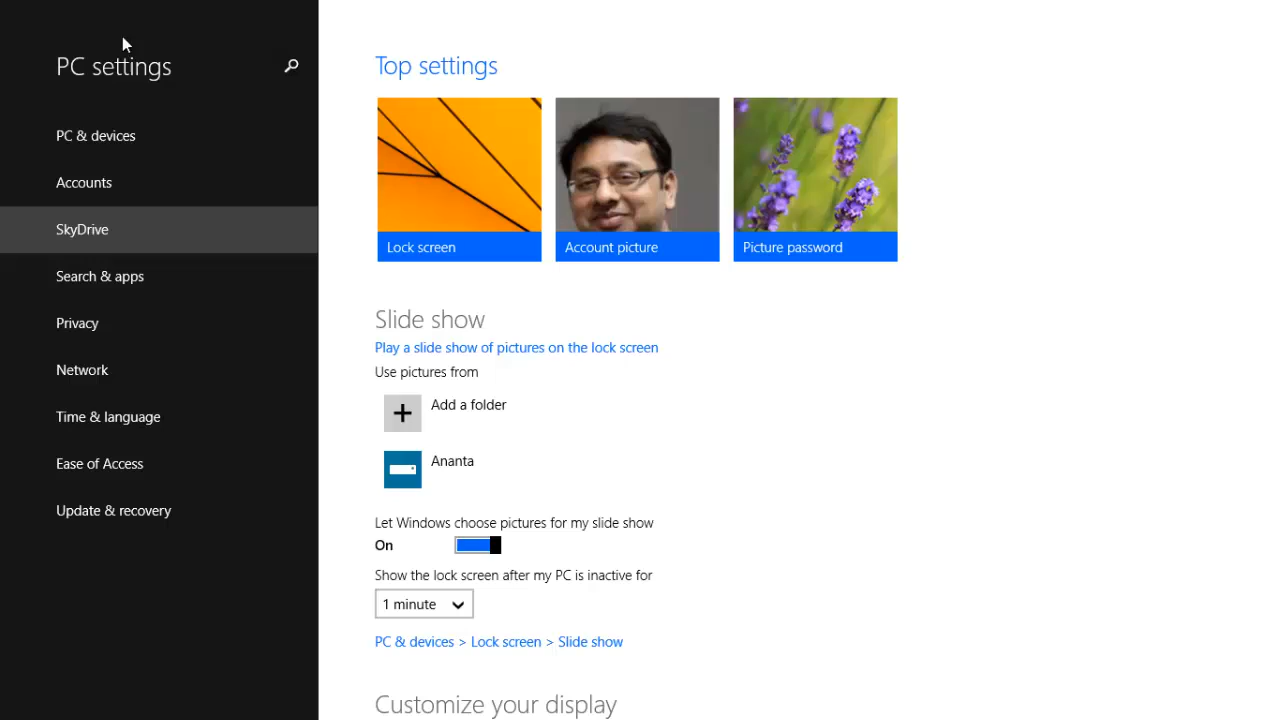 PC settings
PC & devices
Accounts
SkyDrive
Search & apps
Privacy
Network
Time & language
Ease of Access
Update & recovery
Top settings
Lock screen
Account picture
Picture password
Slide show
Play a slide show of pictures on the lock screen
Use pictures from
Add a folder
Ananta
Let Windows choose pictures for my slide show
On
Show the lock screen after my PC is inactive for
1 minute
PC & devices > Lock screen > Slide show
Customize your display